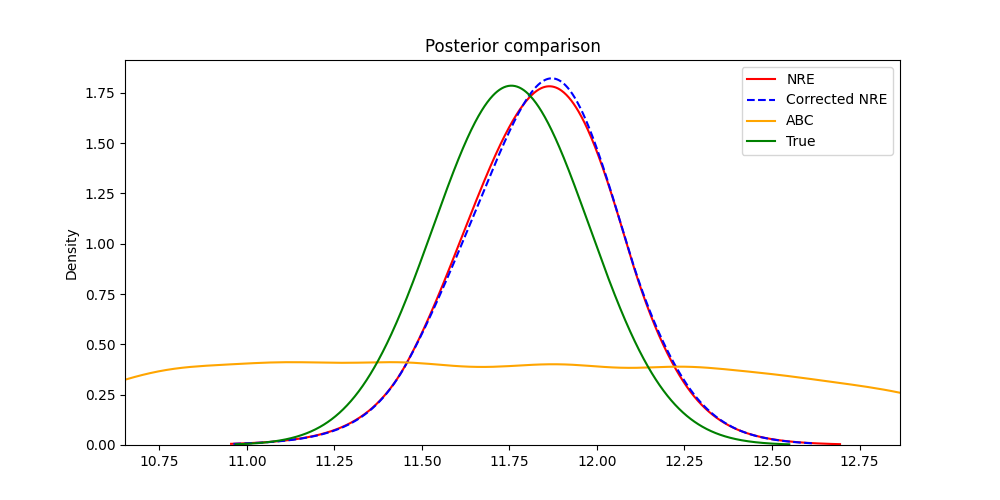 Posterior comparison
NRE
Corrected NRE
ABC
True
Density
1.75
1.50
1.25
1.00
0.75
0.50
0.25
0.00
10.75 11.00 11.25 11.50 11.75 12.00 12.25 12.50 12.75